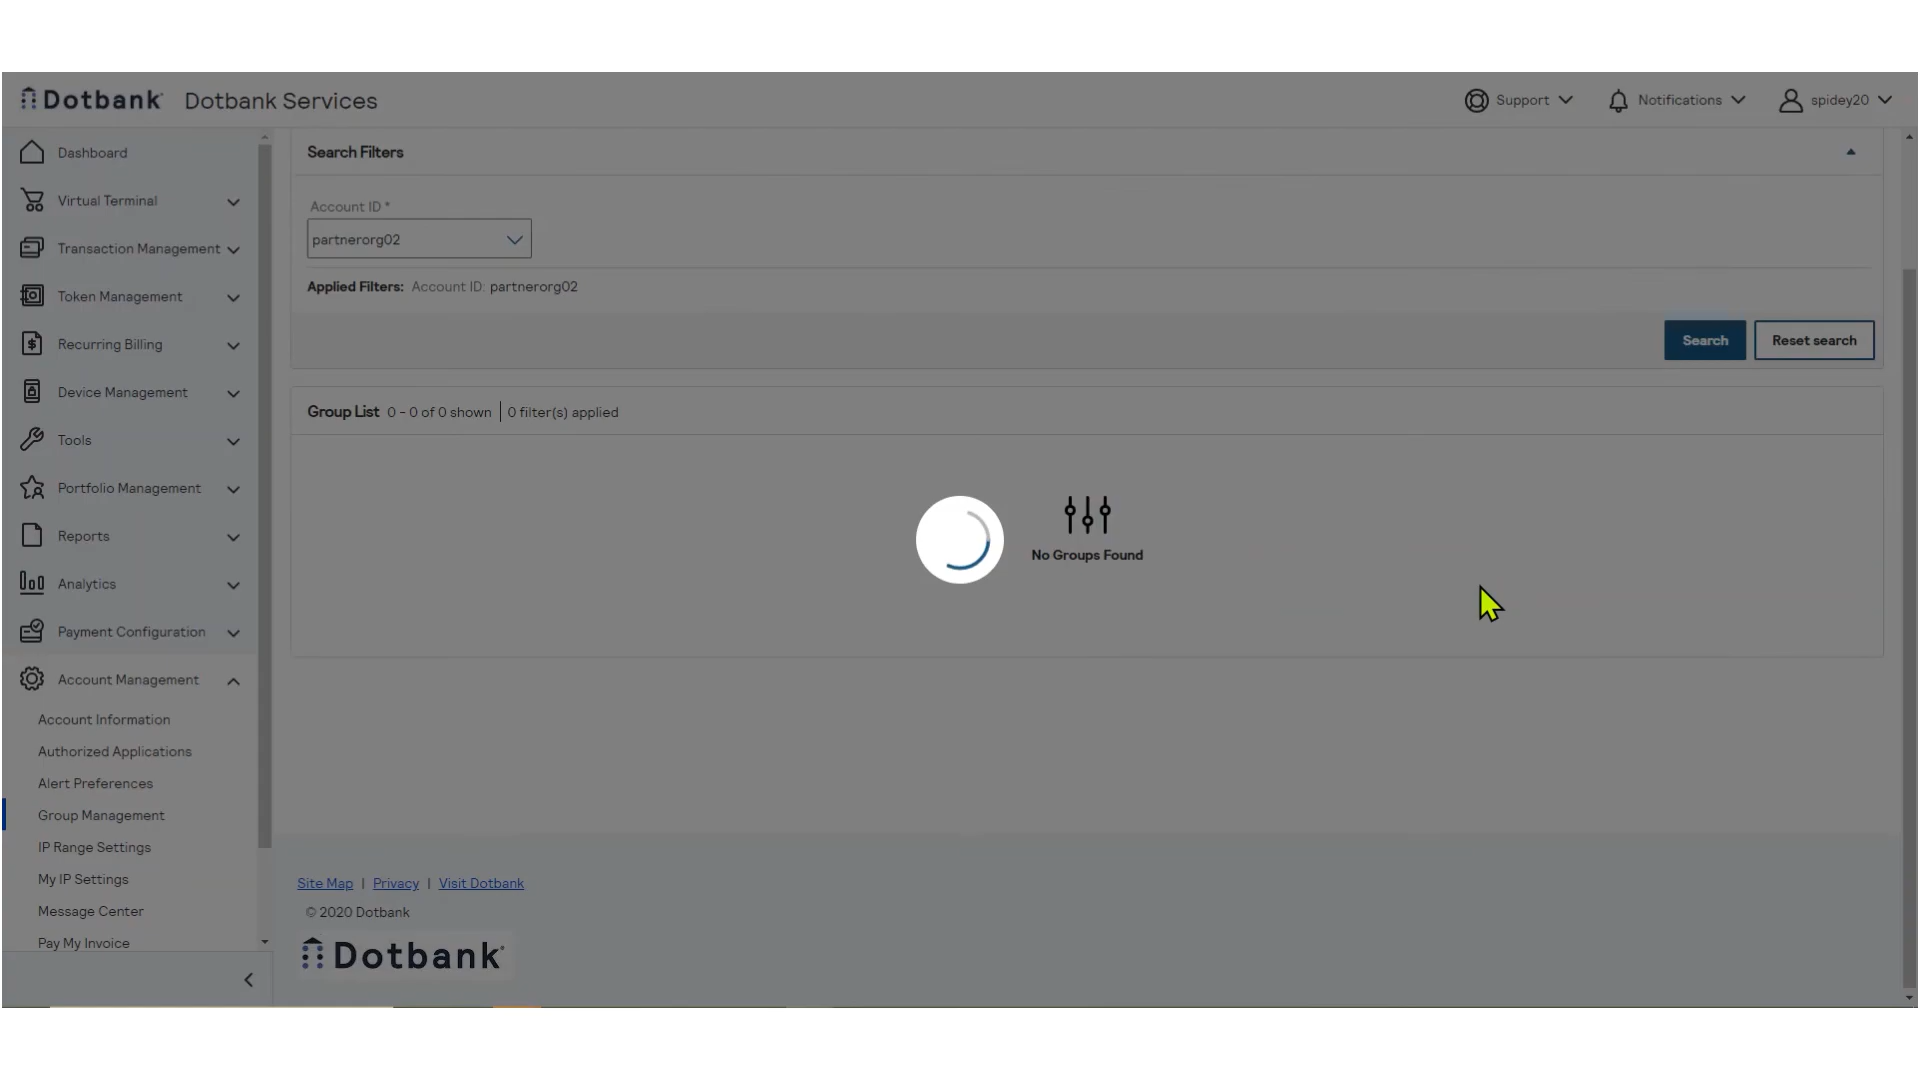 Dotbank Dotbank Services
Support
Notifications
spidey20
Dashboard
Virtual Terminal
Transaction Management
Token Management
Recurring Billing
Device Management
Tools
Portfolio Management
Reports
Analytics
Payment Configuration
Account Management
Account Information
Authorized Applications
Alert Preferences
Group Management
IP Range Settings
My IP Settings
Message Center
Pay My Invoice
Search Filters
Account ID *
partnerorg02
Applied Filters: Account ID: partnerorg02
Search
Reset search
Group List 0 - 0 of 0 shown | 0 filter(s) applied
No Groups Found
Site Map | Privacy | Visit Dotbank
© 2020 Dotbank
Dotbank